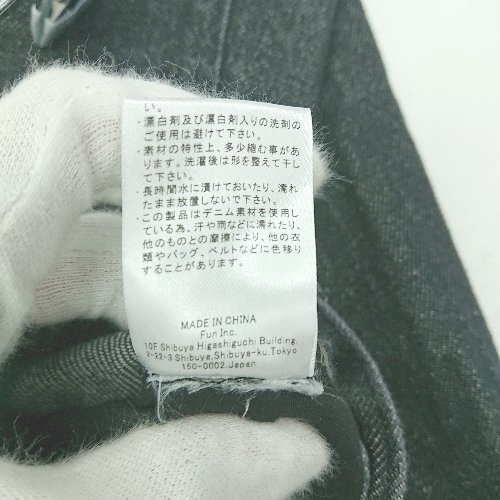 い。
・漂白剤及び漂白剤入りの洗剤の
ご使用は避けて下さい。
・素材の特性上、多少縮む事があ
ります。洗濯後は形を整えて干し
て下さい。
・長時間水に漬けておいたり、濡れ
たまま放置しないで下さい。
・この製品はデニム素材を使用し
ている為、汗や雨などに濡れたり、
他のものとの摩擦により、他の衣
類やバッグ、ベルトなどに色移り
することがあります。
MADE IN CHINA
Fun Inc.
10F Shibuya Higashiguchi Building,
2-22-3 Shibuya, Shibuya-ku, Tokyo
150-0002, Japan